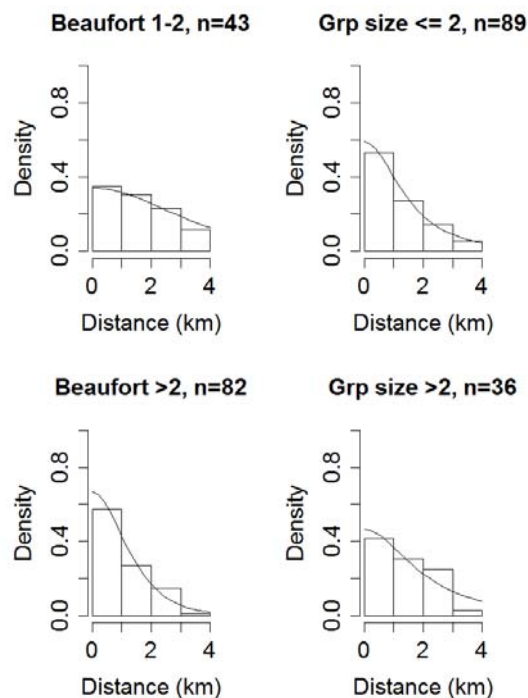 Beaufort 1-2, n=43
Density
0.0 0.4 0.8
0 2 4
Distance (km)
Grp size <= 2, n=89
Density
0.0 0.4 0.8
0 2 4
Distance (km)
Beaufort >2, n=82
Density
0.0 0.4 0.8
0 2 4
Distance (km)
Grp size >2, n=36
Density
0.0 0.4 0.8
0 2 4
Distance (km)